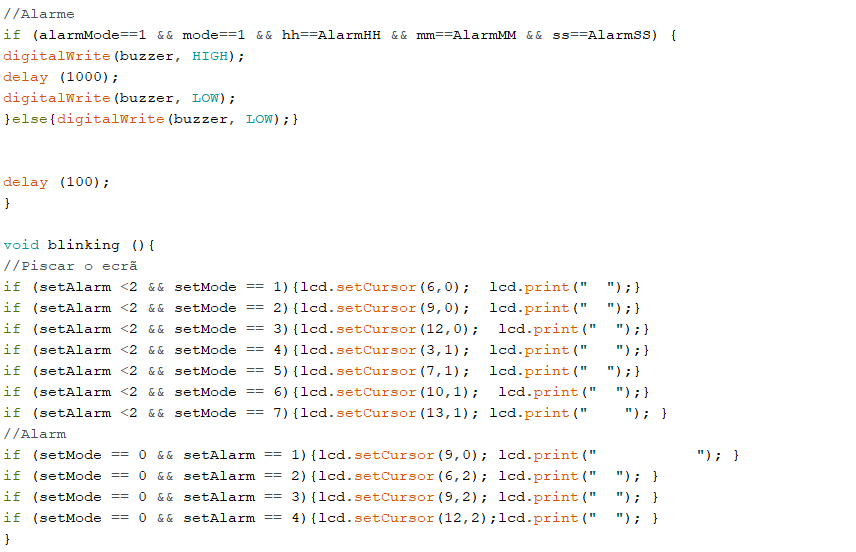 //Alarme
if (alarmMode==1 && mode==1 && hh==AlarmHH && mm==AlarmMM && ss==AlarmSS) {
digitalWrite(buzzer, HIGH);
delay (1000);
digitalWrite(buzzer, LOW);
}else{digitalWrite(buzzer, LOW);}
delay (100);
}
void blinking (){
//Piscar o ecrã
if (setAlarm <2 && setMode == 1){lcd.setCursor(6,0);  lcd.print("  ");}
if (setAlarm <2 && setMode == 2){lcd.setCursor(9,0);  lcd.print("  ");}
if (setAlarm <2 && setMode == 3){lcd.setCursor(12,0);  lcd.print("  ");}
if (setAlarm <2 && setMode == 4){lcd.setCursor(3,1);  lcd.print("   ");}
if (setAlarm <2 && setMode == 5){lcd.setCursor(7,1);  lcd.print("  ");}
if (setAlarm <2 && setMode == 6){lcd.setCursor(10,1);  lcd.print("  ");}
if (setAlarm <2 && setMode == 7){lcd.setCursor(13,1); lcd.print("    "); }
//Alarm
if (setMode == 0 && setAlarm == 1){lcd.setCursor(9,0); lcd.print("           "); }
if (setMode == 0 && setAlarm == 2){lcd.setCursor(6,2); lcd.print("  "); }
if (setMode == 0 && setAlarm == 3){lcd.setCursor(9,2); lcd.print("  "); }
if (setMode == 0 && setAlarm == 4){lcd.setCursor(12,2);lcd.print("  "); }
}